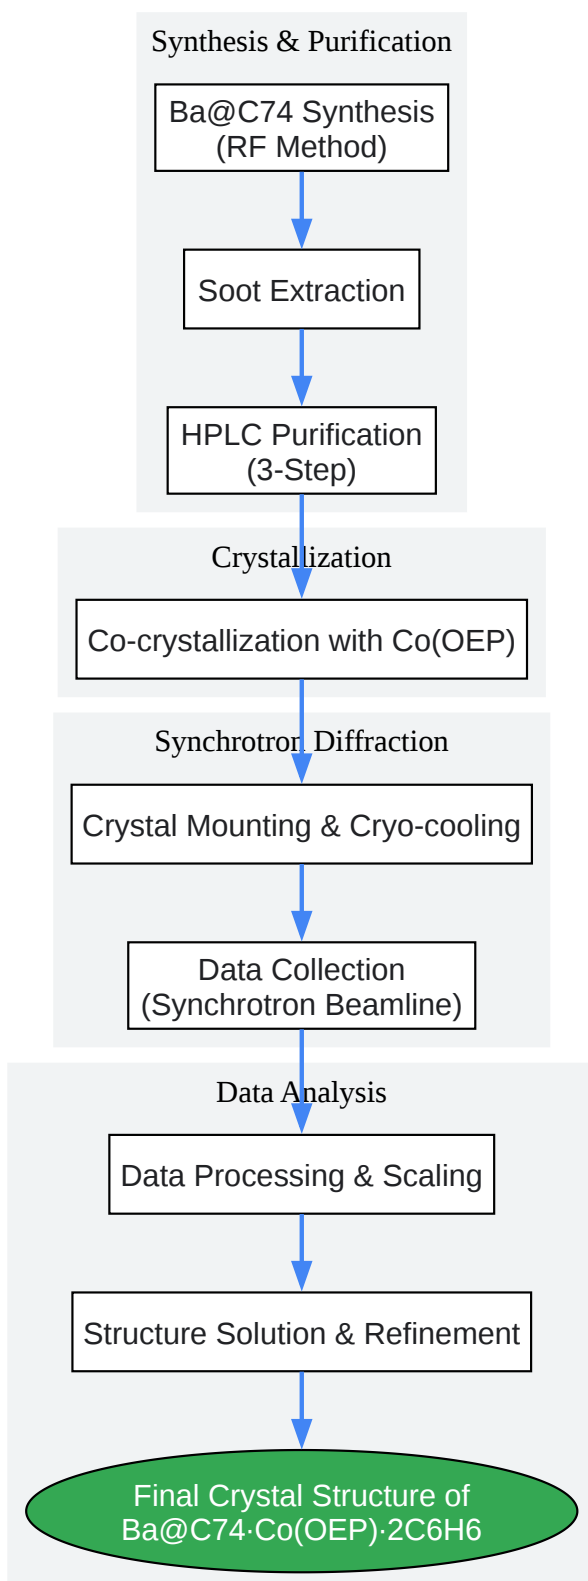 Synthesis & Purification
Ba@C74 Synthesis
(RF Method)
Soot Extraction
HPLC Purification
(3-Step)
Crystallization
Co-crystallization with Co(OEP)
Synchrotron Diffraction
Crystal Mounting & Cryo-cooling
Data Collection
(Synchrotron Beamline)
Data Analysis
Data Processing & Scaling
Structure Solution & Refinement
Final Crystal Structure of
Ba@C74·Co(OEP)·2C6H6